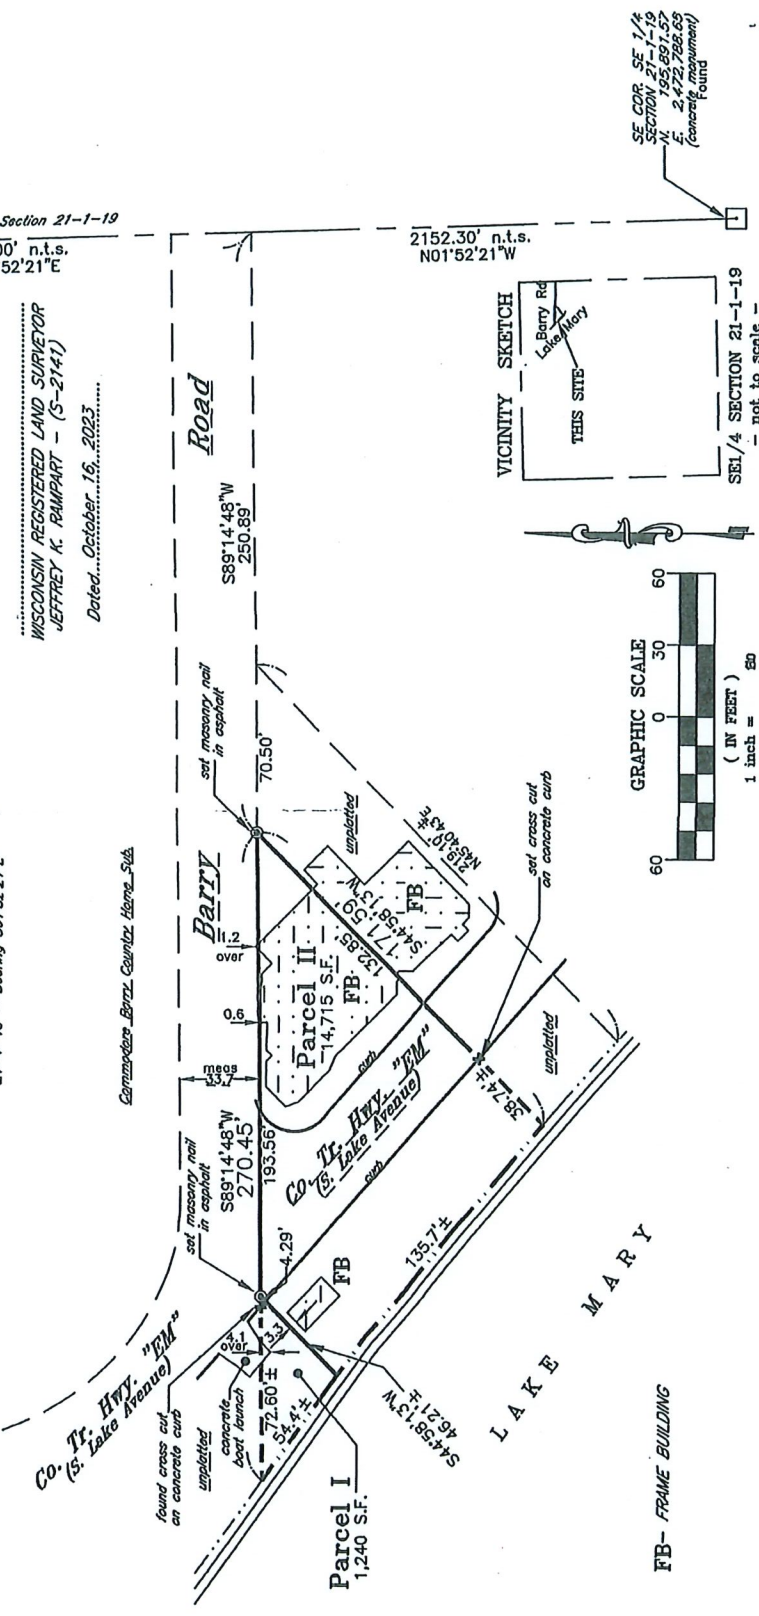 SE COR. SE 1/4
SECTION 21-1-19
N. 195,891.57
E. 2,472,788.65
(concrete monument)
Found
Section 21-1-19
00' n.t.s.
52'21"E
2152.30' n.t.s.
N01°52'21"W
WISCONSIN REGISTERED LAND SURVEYOR
JEFFREY K. RAMPART - (S-2141)
Dated..October 16, 2023
VICINITY SKETCH
Barry Rd
Lake Mary
THIS SITE
SE1/4 SECTION 21-1-19
- not to scale -
Road
S89°14'48"W
250.89'
set masonry nail
in asphalt
70.50'
unplatted
219.10'±
N45°40'43"E
GRAPHIC SCALE
60
0
30
60
( IN FEET )
1 inch =
Commodore Barry Country Home Sub.
Barry
1.2
over
0.6
meas
33.7
Parcel II
14,715 S.F.
FB
FB
171.59'
S44°58'13"W
132.85'
set cross cut
on concrete curb
curb
Co. Tr. Hwy. "EM"
(S. Lake Avenue)
curb
38.74'±
unplatted
set masonry nail
in asphalt
S89°14'48"W
270.45'
193.56'
4.29'
FB
135.7'±
Co. Tr. Hwy. "EM"
(S. Lake Avenue)
found cross cut
on concrete curb
unplatted
concrete
boat launch
4.1
over
3.3
72.60'±
54.4'±
S44°58'13"W
46.21'±
Parcel I
1,240 S.F.
LAKE MARY
FB- FRAME BUILDING